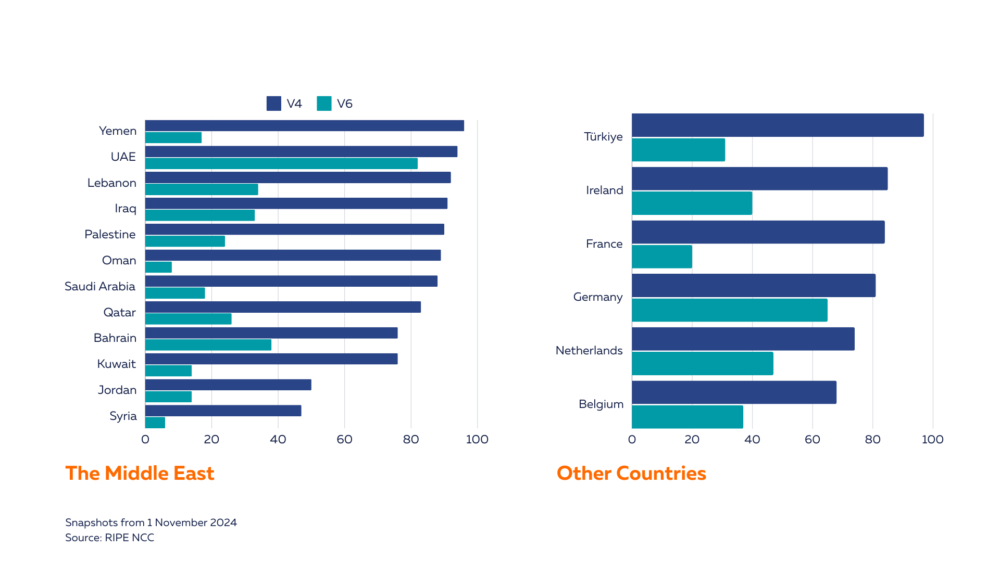 V4 V6
Yemen
UAE
Lebanon
Iraq
Palestine
Oman
Saudi Arabia
Qatar
Bahrain
Kuwait
Jordan
Syria
0 20 40 60 80 100
The Middle East
Türkiye
Ireland
France
Germany
Netherlands
Belgium
0 20 40 60 80 100
Other Countries
Snapshots from 1 November 2024
Source: RIPE NCC